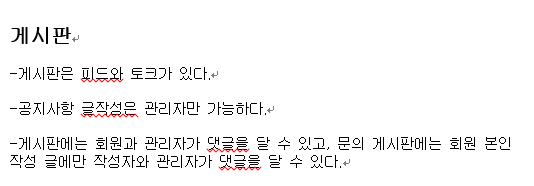 게시판
-게시판은 피드와 토크가 있다.
-공지사항 글작성은 관리자만 가능하다.
-게시판에는 회원과 관리자가 댓글을 달 수 있고, 문의 게시판에는 회원 본인
작성 글에만 작성자와 관리자가 댓글을 달 수 있다.